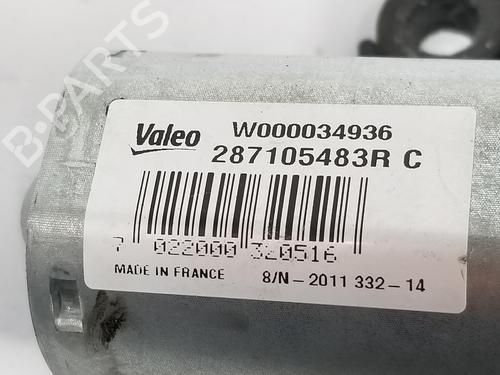 B-PARTS
Valeo
W000034936
287105483R C
7 022000 320516
MADE IN FRANCE
8/N-2011 332-14